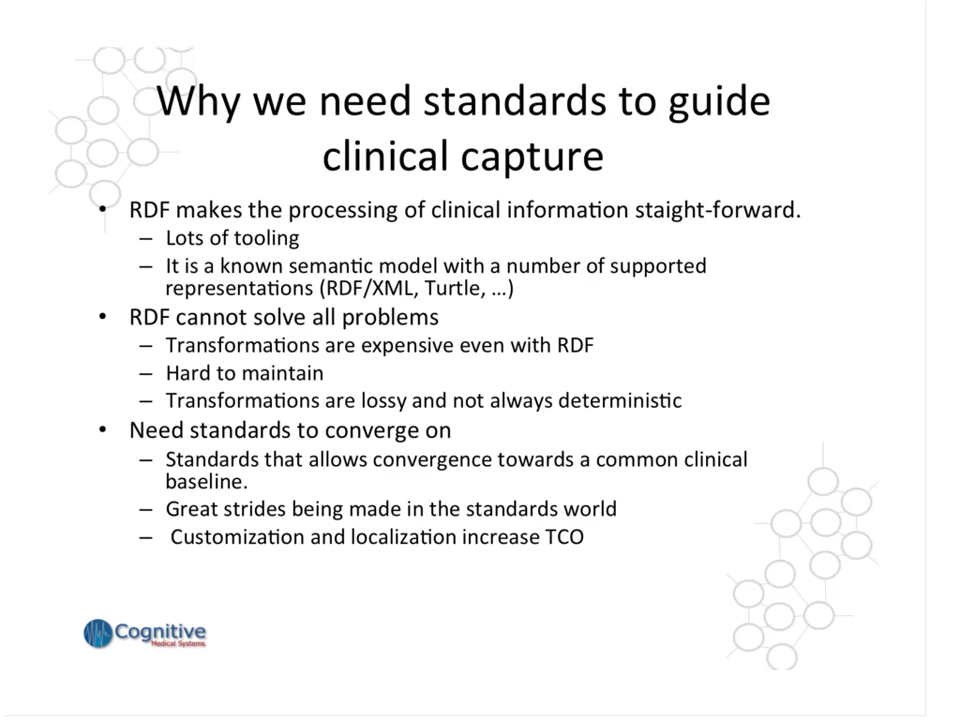 Why we need standards to guide
clinical capture
• RDF makes the processing of clinical information staight-forward.
– Lots of tooling
– It is a known semantic model with a number of supported
representations (RDF/XML, Turtle, ...)
• RDF cannot solve all problems
– Transformations are expensive even with RDF
– Hard to maintain
– Transformations are lossy and not always deterministic
• Need standards to converge on
– Standards that allows convergence towards a common clinical
baseline.
– Great strides being made in the standards world
– Customization and localization increase TCO
Cognitive
Medical Systems